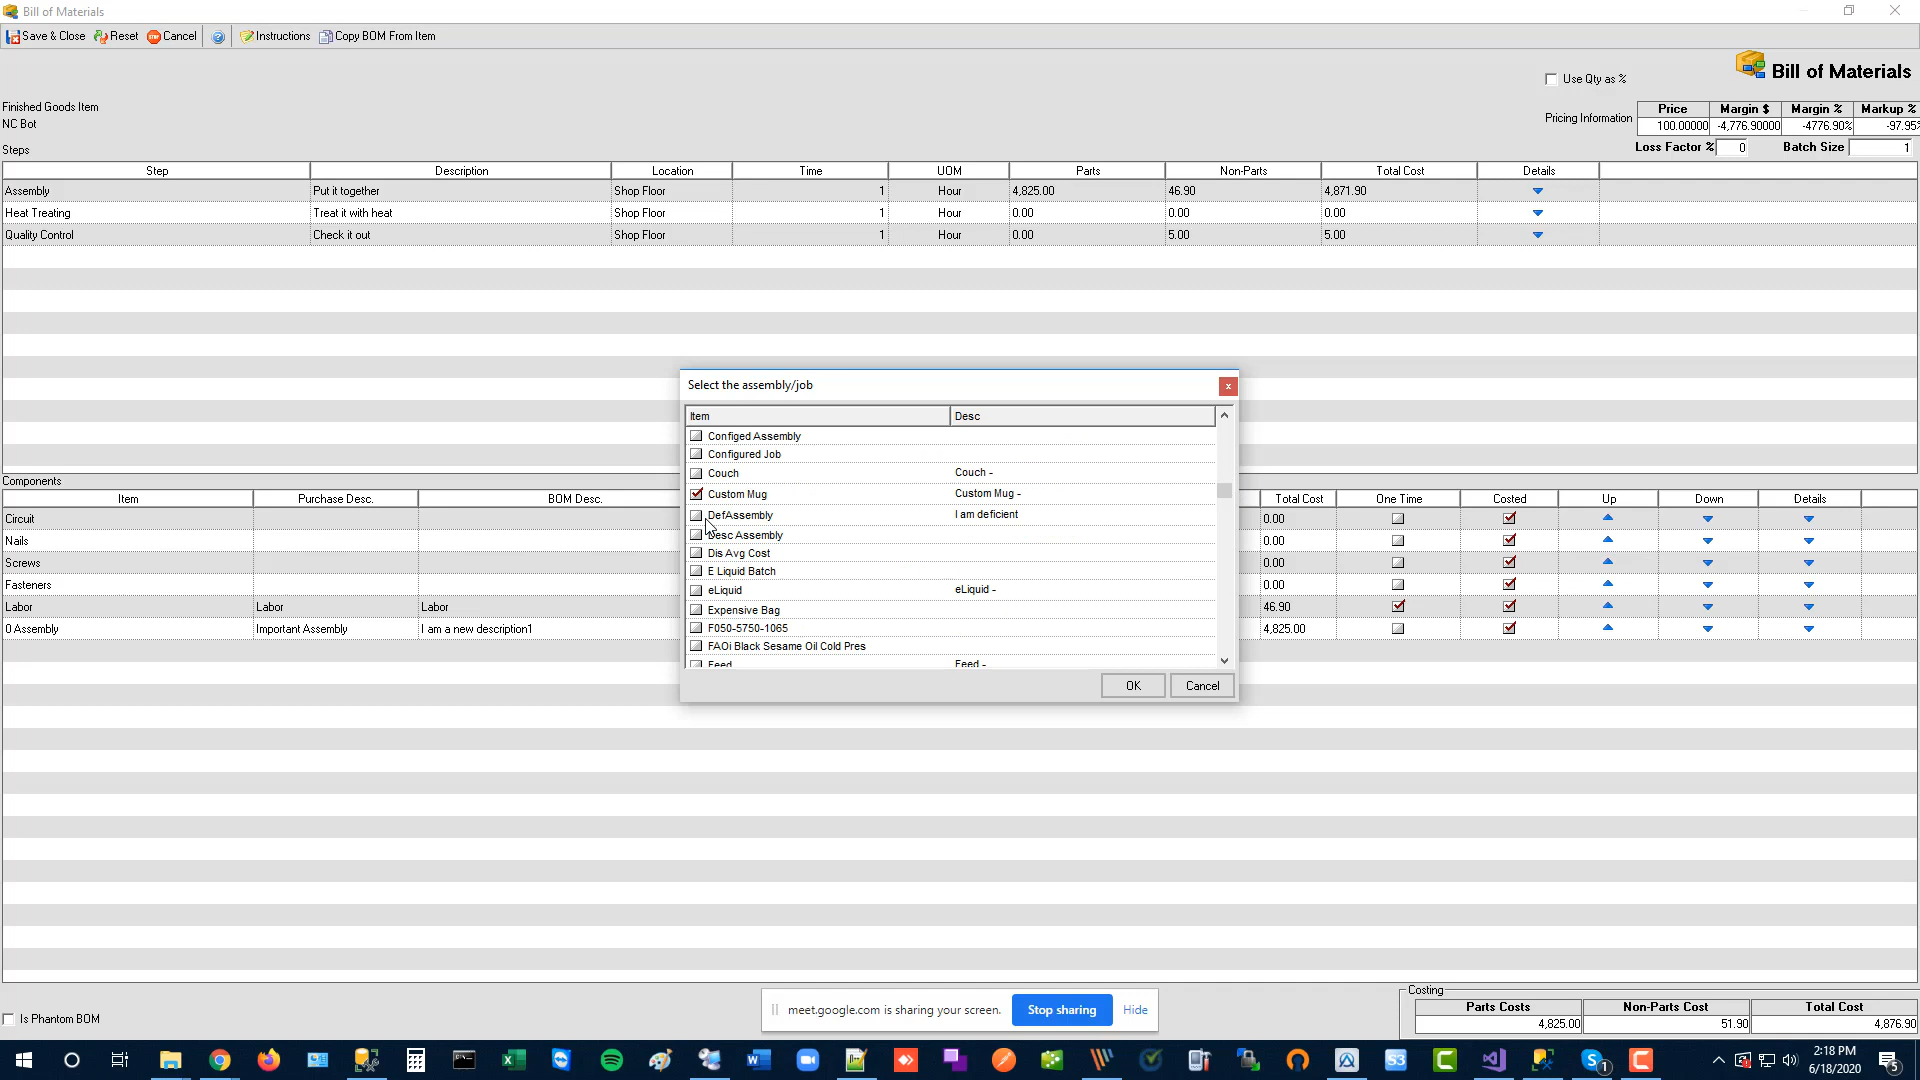 Bill of Materials
Save & Close Reset Cancel Instructions Copy BOM From Item
Bill of Materials
Use Qty as %
Finished Goods Item
NC Bot
Pricing Information
Price Margin $ Margin % Markup %
100.00000 -4,776.90000 -4776.90% -97.95%
Loss Factor % 0 Batch Size 1
Steps
Step Description Location Time UOM Parts Non-Parts Total Cost Details
Assembly Put it together Shop Floor 1 Hour 4,825.00 46.90 4,871.90
Heat Treating Treat it with heat Shop Floor 1 Hour 0.00 0.00 0.00
Quality Control Check it out Shop Floor 1 Hour 0.00 5.00 5.00
Select the assembly/job
Item Desc
Configed Assembly
Configured Job
Couch Couch -
Custom Mug Custom Mug -
DefAssembly I am deficient
Desc Assembly
Dis Avg Cost
E Liquid Batch
eLiquid eLiquid -
Expensive Bag
F050-5750-1065
FAOi Black Sesame Oil Cold Pres
Feed Feed -
OK Cancel
Components
Item Purchase Desc. BOM Desc. Total Cost One Time Costed Up Down Details
Circuit 0.00
Nails 0.00
Screws 0.00
Fasteners 0.00
Labor Labor Labor 46.90
0 Assembly Important Assembly I am a new description1 4,825.00
Is Phantom BOM
meet.google.com is sharing your screen. Stop sharing Hide
Costing
Parts Costs Non-Parts Cost Total Cost
4,825.00 51.90 4,876.90
2:18 PM
6/18/2020
S3
1
5